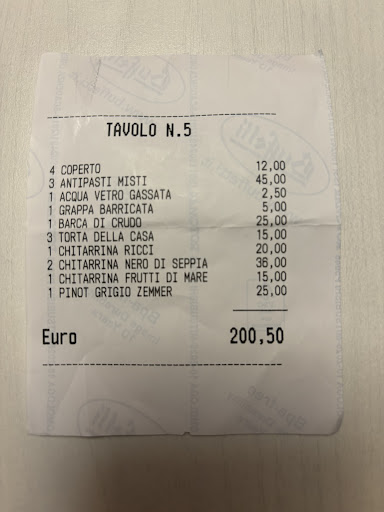 TAVOLO N.5
4 COPERTO 12,00
3 ANTIPASTI MISTI 45,00
1 ACQUA VETRO GASSATA 2,50
1 GRAPPA BARRICATA 5,00
1 BARCA DI CRUDO 25,00
3 TORTA DELLA CASA 15,00
1 CHITARRINA RICCI 20,00
2 CHITARRINA NERO DI SEPPIA 36,00
1 CHITARRINA FRUTTI DI MARE 15,00
1 PINOT GRIGIO ZEMMER 25,00
Euro 200,50